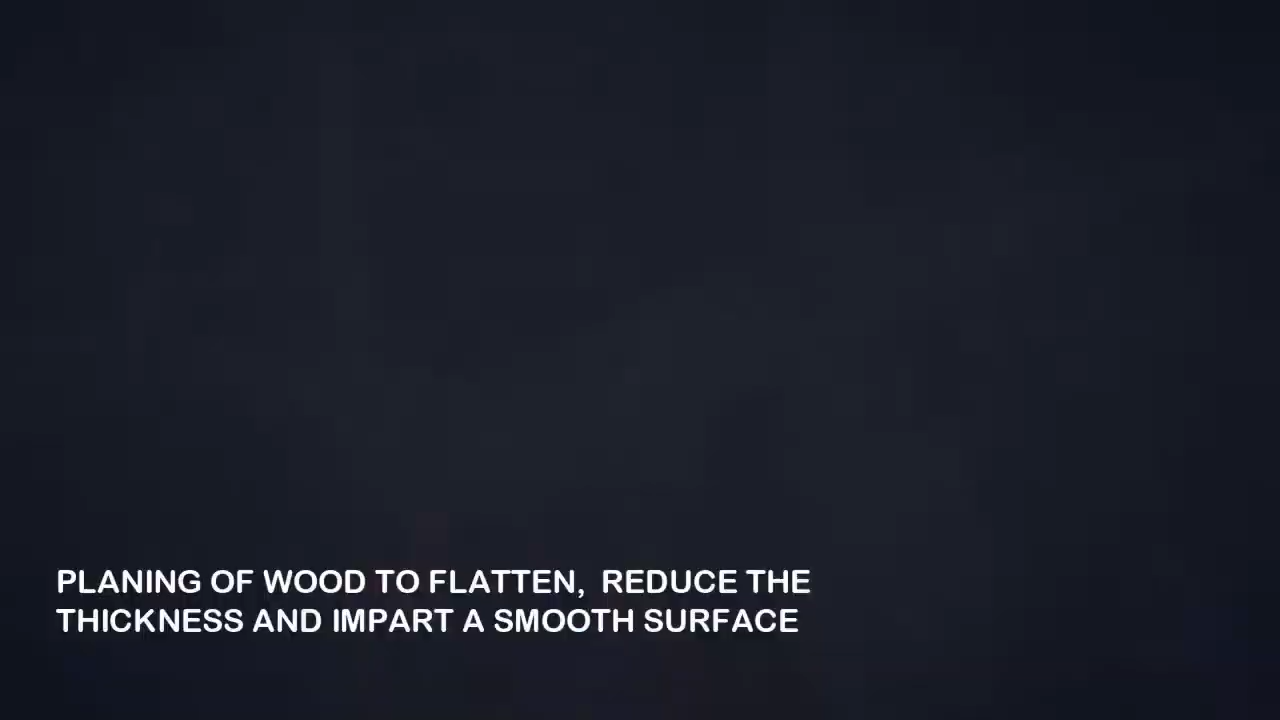 PLANING OF WOOD TO FLATTEN,  REDUCE THE
THICKNESS AND IMPART A SMOOTH SURFACE